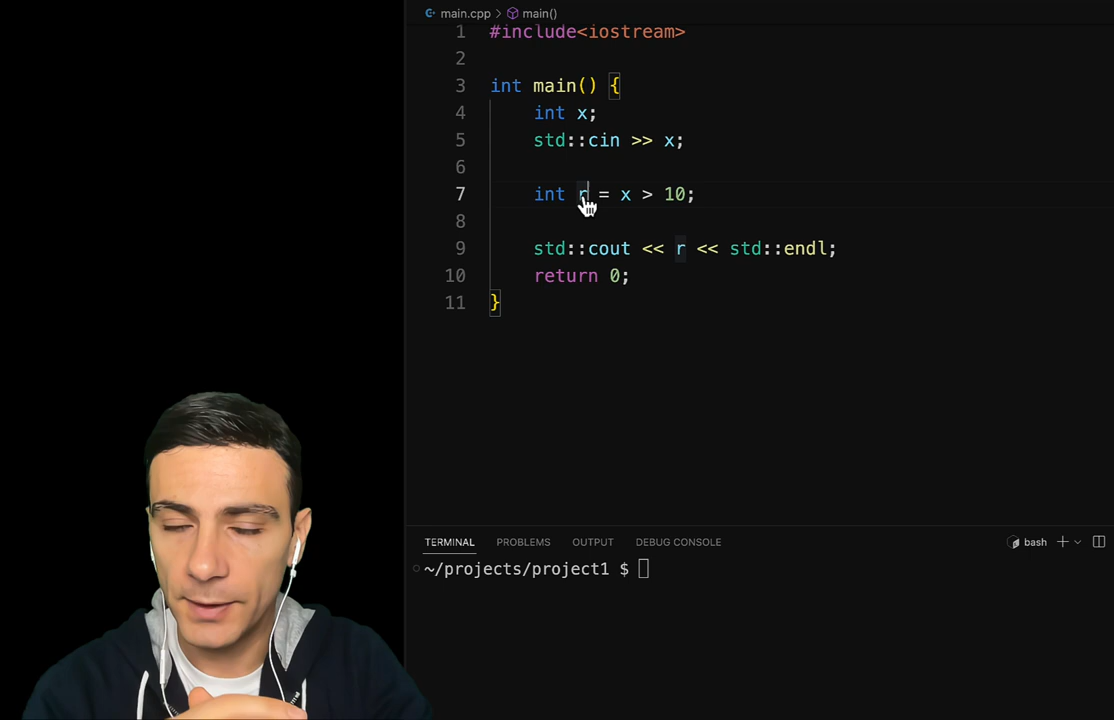 main.cpp > main()
1 #include<iostream>
2
3 int main() {
4 int x;
5 std::cin >> x;
6
7 int r = x > 10;
8
9 std::cout << r << std::endl;
10 return 0;
11 }
TERMINAL PROBLEMS OUTPUT DEBUG CONSOLE bash
~/projects/project1 $